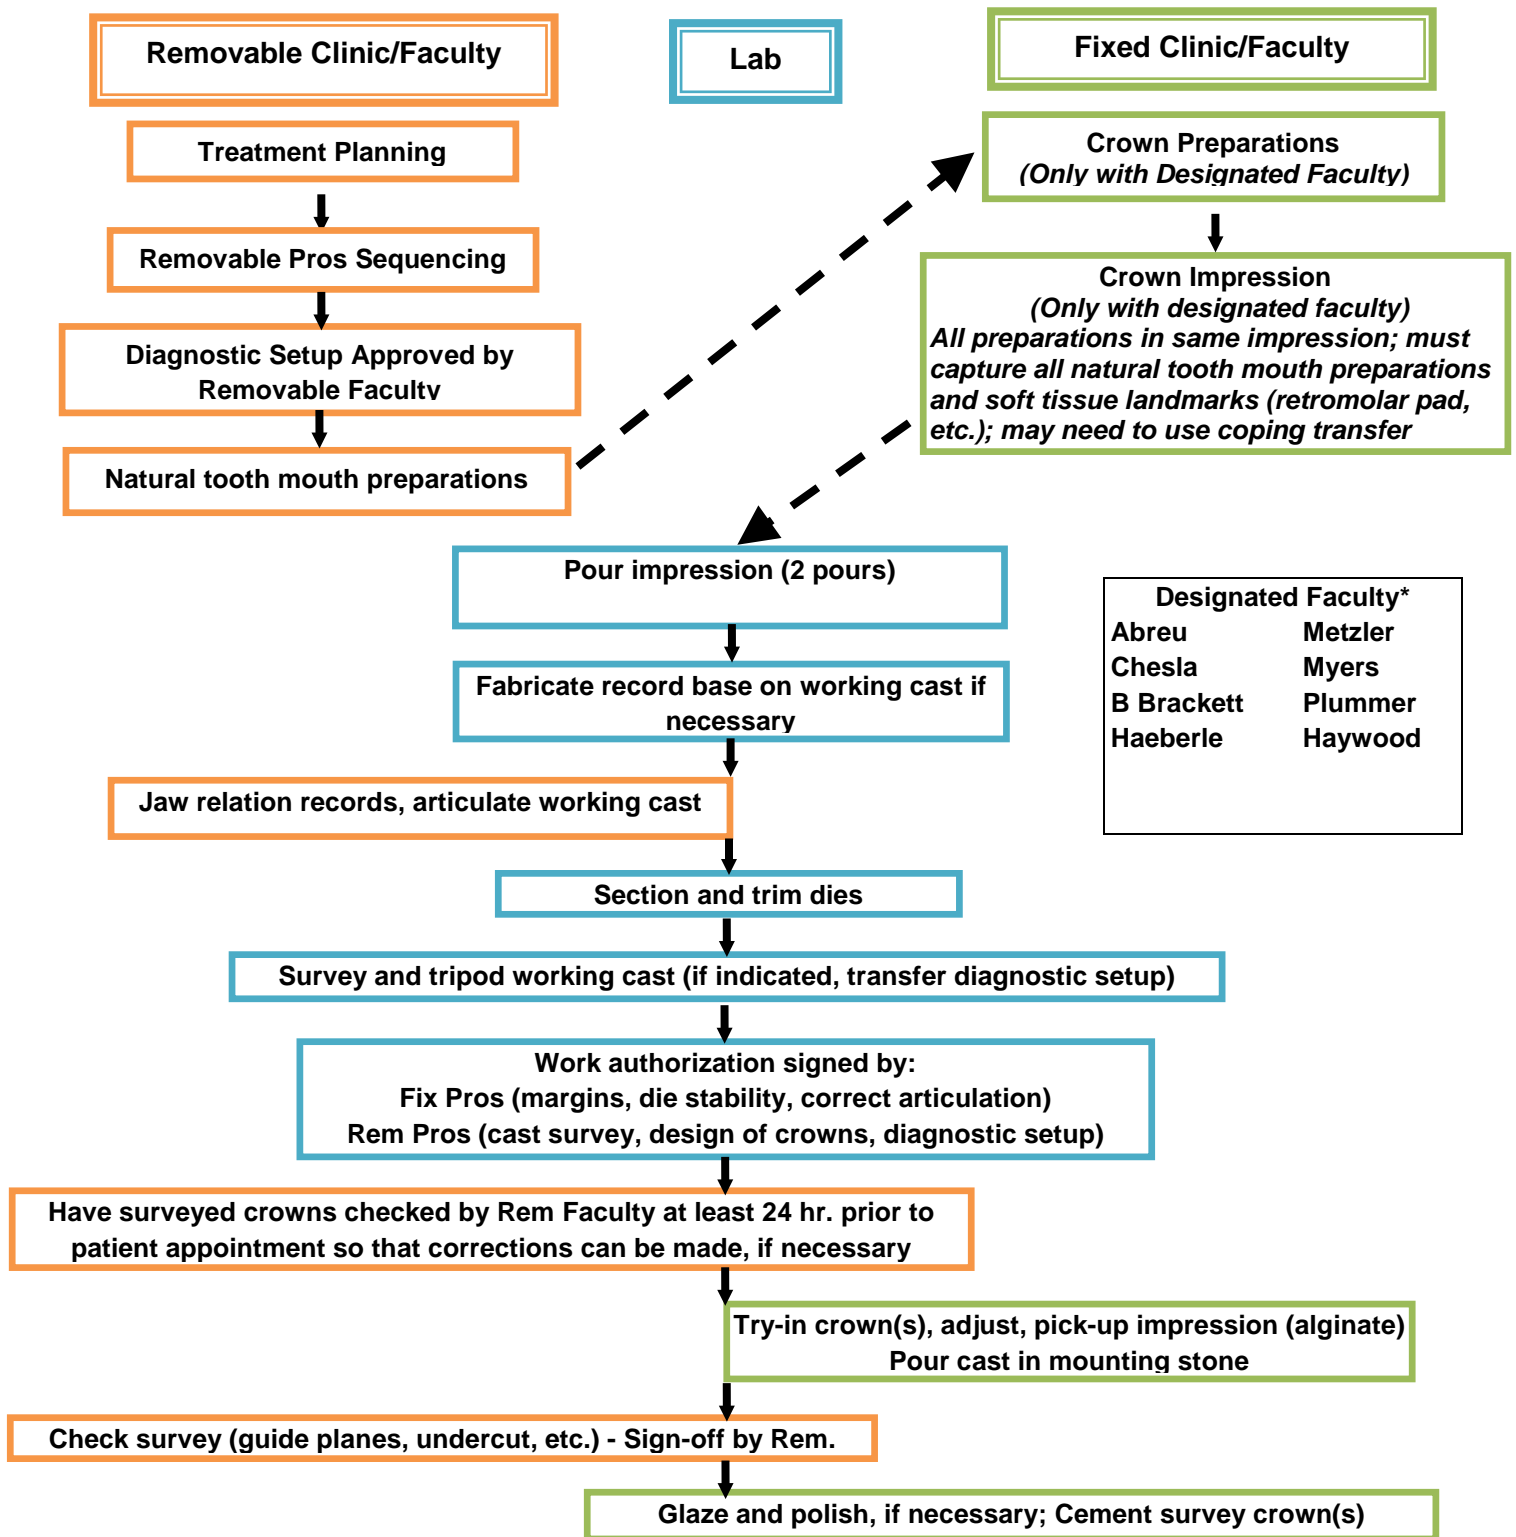 Removable Clinic/Faculty
Lab
Fixed Clinic/Faculty
Treatment Planning
Removable Pros Sequencing
Diagnostic Setup Approved by
Removable Faculty
Natural tooth mouth preparations
Crown Preparations
(Only with Designated Faculty)
Crown Impression
(Only with designated faculty)
All preparations in same impression; must
capture all natural tooth mouth preparations
and soft tissue landmarks (retromolar pad,
etc.); may need to use coping transfer
Pour impression (2 pours)
Fabricate record base on working cast if
necessary
Designated Faculty*
Abreu Metzler
Chesla Myers
B Brackett Plummer
Haeberle Haywood
Jaw relation records, articulate working cast
Section and trim dies
Survey and tripod working cast (if indicated, transfer diagnostic setup)
Work authorization signed by:
Fix Pros (margins, die stability, correct articulation)
Rem Pros (cast survey, design of crowns, diagnostic setup)
Have surveyed crowns checked by Rem Faculty at least 24 hr. prior to
patient appointment so that corrections can be made, if necessary
Try-in crown(s), adjust, pick-up impression (alginate)
Pour cast in mounting stone
Check survey (guide planes, undercut, etc.) - Sign-off by Rem.
Glaze and polish, if necessary; Cement survey crown(s)